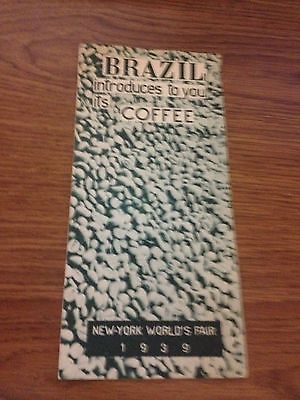 BRAZIL
introduces to you
its COFFEE
NEW-YORK WORLD'S FAIR
1939